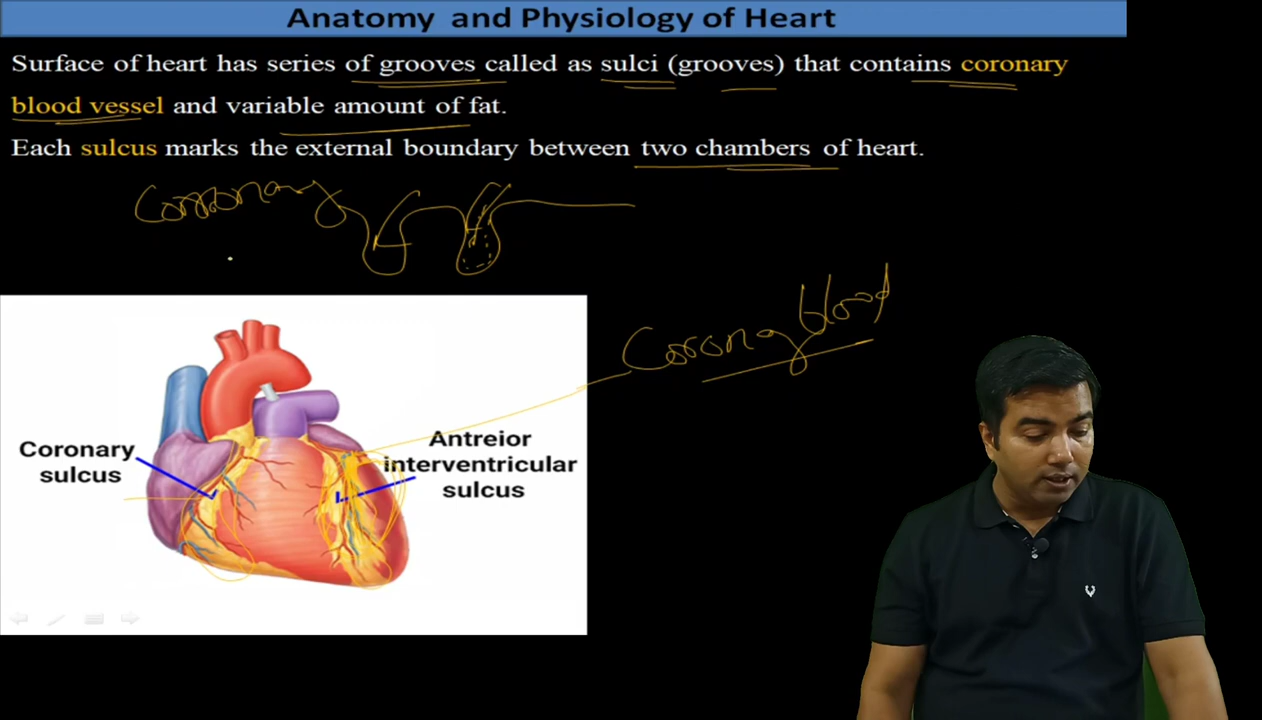 Anatomy and Physiology of Heart
Surface of heart has series of grooves called as sulci (grooves) that contains coronary
blood vessel and variable amount of fat.
Each sulcus marks the external boundary between two chambers of heart.
Coronary
Corong blood
Coronary
sulcus
Antreior
interventricular
sulcus